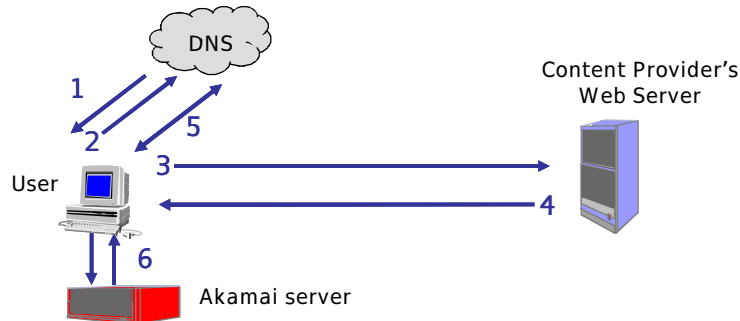 DNS
Content Provider's
Web Server
1
2
5
3
User
4
6
Akamai server